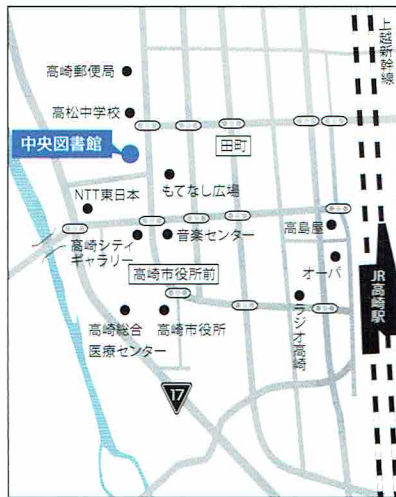 上越新幹線
高崎郵便局
高松中学校
中央図書館
田町
もてなし広場
NTT東日本
高島屋
高崎シティ
ギャラリー
音楽センター
オーパ
JR高崎駅
高崎市役所前
ラジオ高崎
高崎総合
医療センター
高崎市役所
17